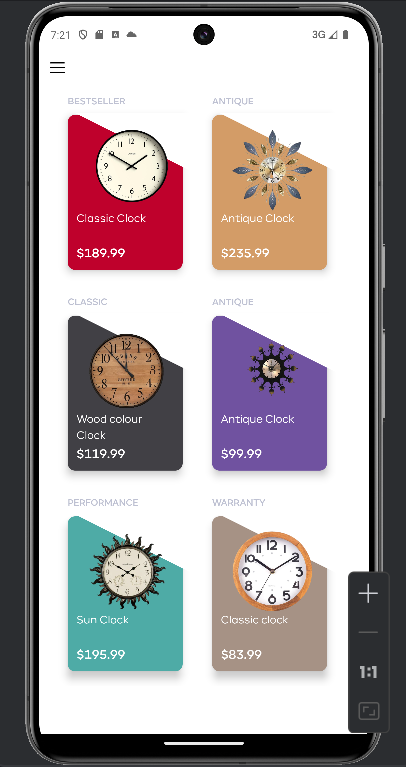 7:21
3G
BESTSELLER
ANTIQUE
Classic Clock
$189.99
Antique Clock
$235.99
CLASSIC
ANTIQUE
Wood colour
Clock
$119.99
Antique Clock
$99.99
PERFORMANCE
WARRANTY
Sun Clock
$195.99
Classic clock
$83.99
1:1